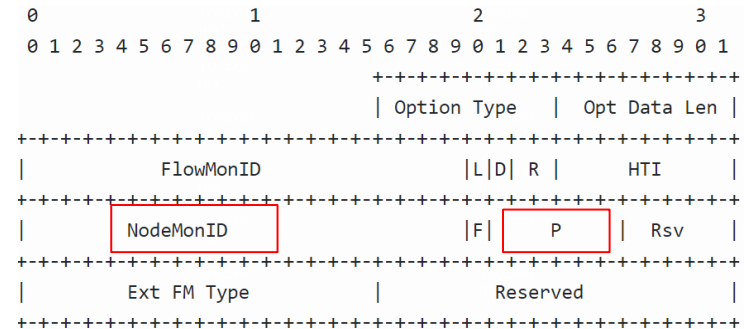 0                   1                   2                   3
0 1 2 3 4 5 6 7 8 9 0 1 2 3 4 5 6 7 8 9 0 1 2 3 4 5 6 7 8 9 0 1
+-+-+-+-+-+-+-+-+-+-+-+-+-+-+-+-+
| Option Type | Opt Data Len |
+-+-+-+-+-+-+-+-+-+-+-+-+-+-+-+-+-+-+-+-+-+-+-+-+-+-+-+-+-+-+-+-+
| FlowMonID |L|D| R | HTI |
+-+-+-+-+-+-+-+-+-+-+-+-+-+-+-+-+-+-+-+-+-+-+-+-+-+-+-+-+-+-+-+-+
| NodeMonID |F| P | Rsv |
+-+-+-+-+-+-+-+-+-+-+-+-+-+-+-+-+-+-+-+-+-+-+-+-+-+-+-+-+-+-+-+-+
| Ext FM Type | Reserved |
+-+-+-+-+-+-+-+-+-+-+-+-+-+-+-+-+-+-+-+-+-+-+-+-+-+-+-+-+-+-+-+-+